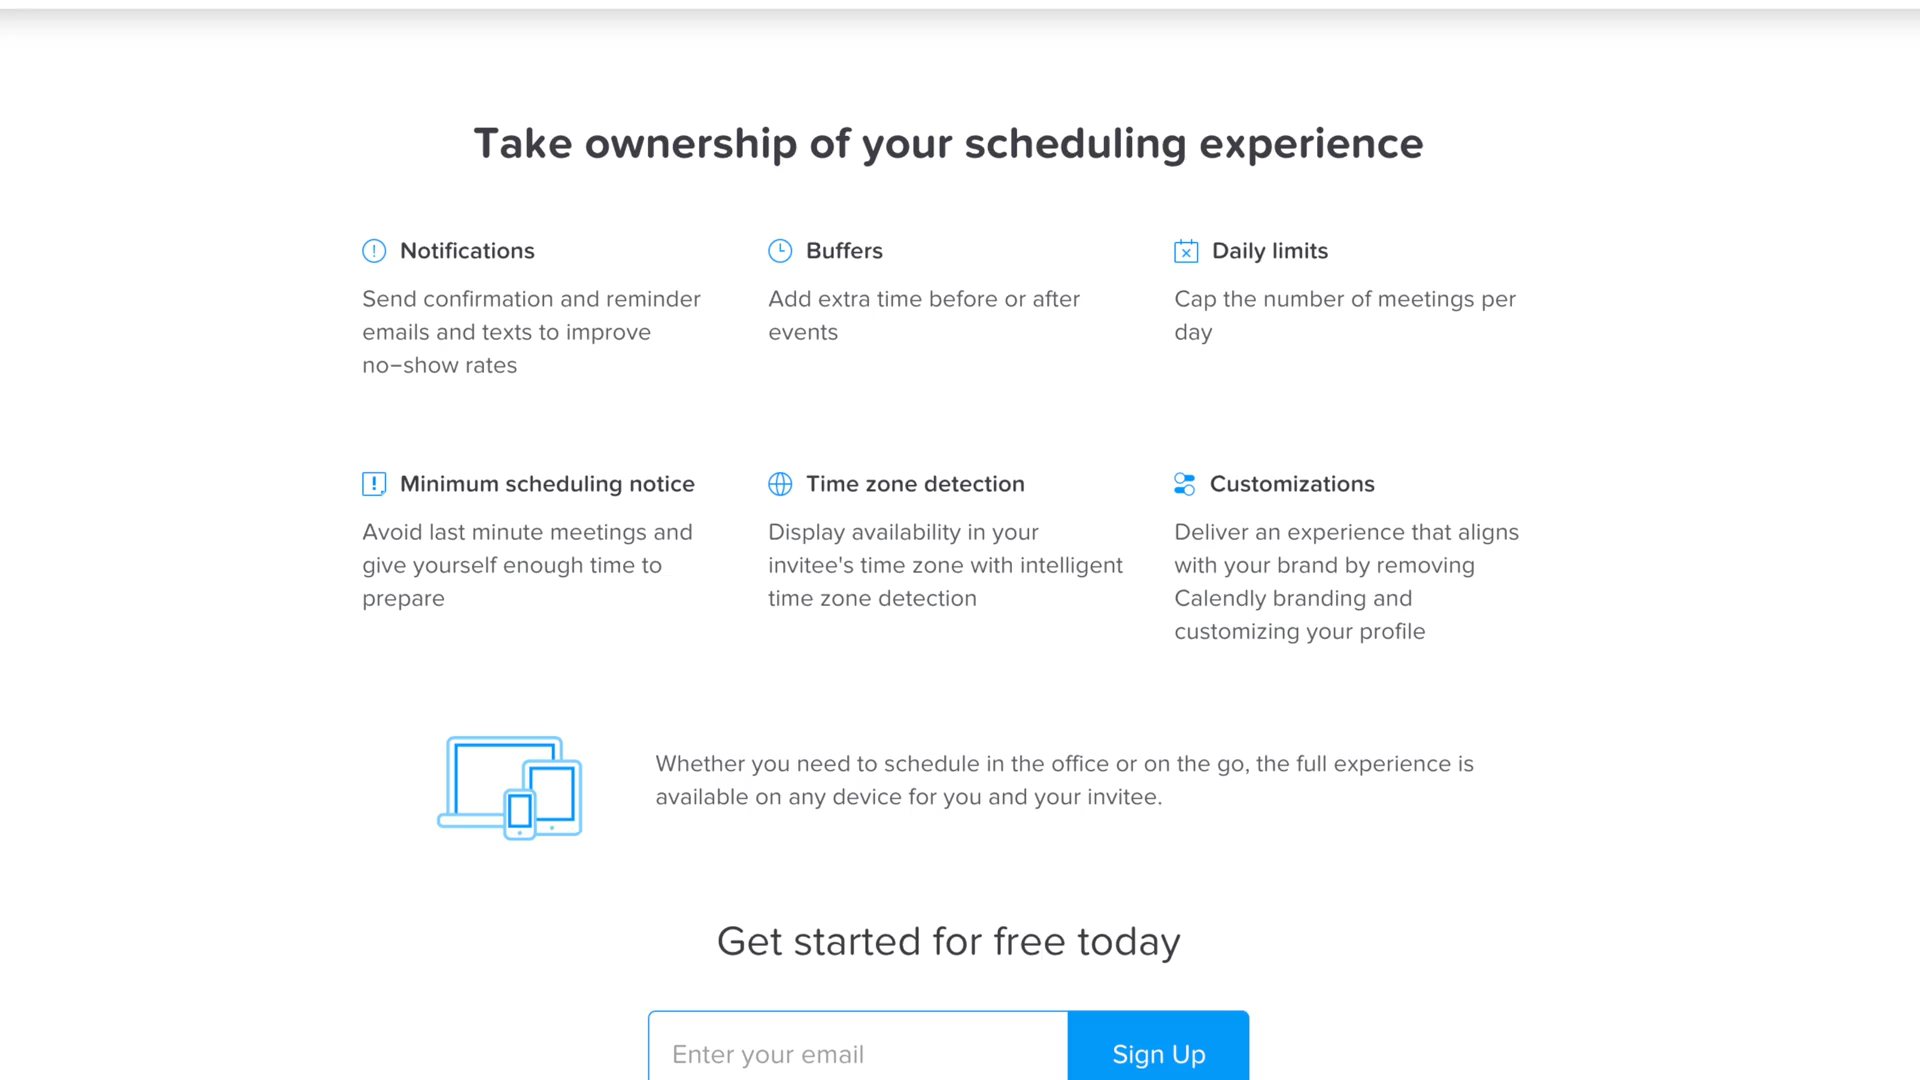 Take ownership of your scheduling experience
Notifications
Send confirmation and reminder
emails and texts to improve
no-show rates
Buffers
Add extra time before or after
events
Daily limits
Cap the number of meetings per
day
Minimum scheduling notice
Avoid last minute meetings and
give yourself enough time to
prepare
Time zone detection
Display availability in your
invitee's time zone with intelligent
time zone detection
Customizations
Deliver an experience that aligns
with your brand by removing
Calendly branding and
customizing your profile
Whether you need to schedule in the office or on the go, the full experience is
available on any device for you and your invitee.
Get started for free today
Enter your email
Sign Up